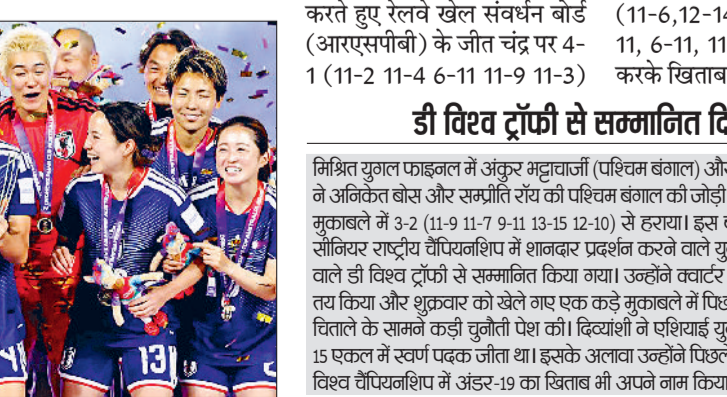 करते हुए रेलवे खेल संवर्धन बोर्ड
(आरएसपीबी) के जीत चंद्र पर 4-
1 (11-2 11-4 6-11 11-9 11-3)
(11-6,12-14
11, 6-11, 11
करके खिताब
डी विश्व ट्रॉफी से सम्मानित
मिश्रित युगल फाइनल में अंकुर भट्टाचार्जी (पश्चिम बंगाल) और
ने अनिकेत बोस और सम्प्रीति रॉय की पश्चिम बंगाल की जोड़ी
मुकाबले में 3-2 (11-9 11-7 9-11 13-15 12-10) से हराया। इस
सीनियर राष्ट्रीय चैंपियनशिप में शानदार प्रदर्शन करने वाले
वाले डी विश्व ट्रॉफी से सम्मानित किया गया। उन्होंने क्वार्टर
तय किया और शुक्रवार को खेले गए एक कड़े मुकाबले में
चिताले के सामने कड़ी चुनौती पेश की। दिव्यांशी ने एशियाई
15 एकल में स्वर्ण पदक जीता था। इसके अलावा उन्होंने पिछले
विश्व चैंपियनशिप में अंडर-19 का खिताब भी अपने नाम किया
13